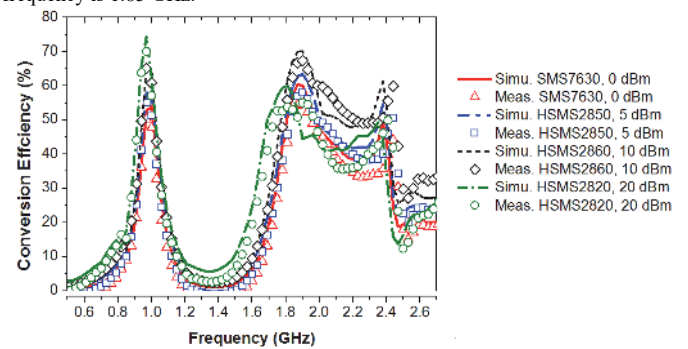 frequency is 1.85 GHz.
80
70
60
50
40
30
20
10
0
Conversion Effciency (%)
0.6 0.8 1.0 1.2 1.4 1.6 1.8 2.0 2.2 2.4 2.6
Frequency (GHz)
Simu. SMS7630, 0 dBm
Meas. SMS7630, 0 dBm
Simu. HSMS2850, 5 dBm
Meas. HSMS2850, 5 dBm
Simu. HSMS2860, 10 dBm
Meas. HSMS2860, 10 dBm
Simu. HSMS2820, 20 dBm
Meas. HSMS2820, 20 dBm